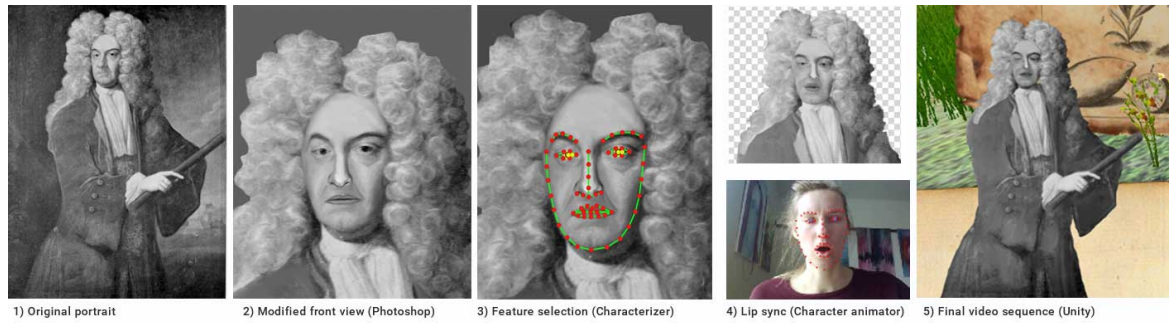 1) Original portrait
2) Modified front view (Photoshop)
3) Feature selection (Characterizer)
4) Lip sync (Character animator)
5) Final video sequence (Unity)